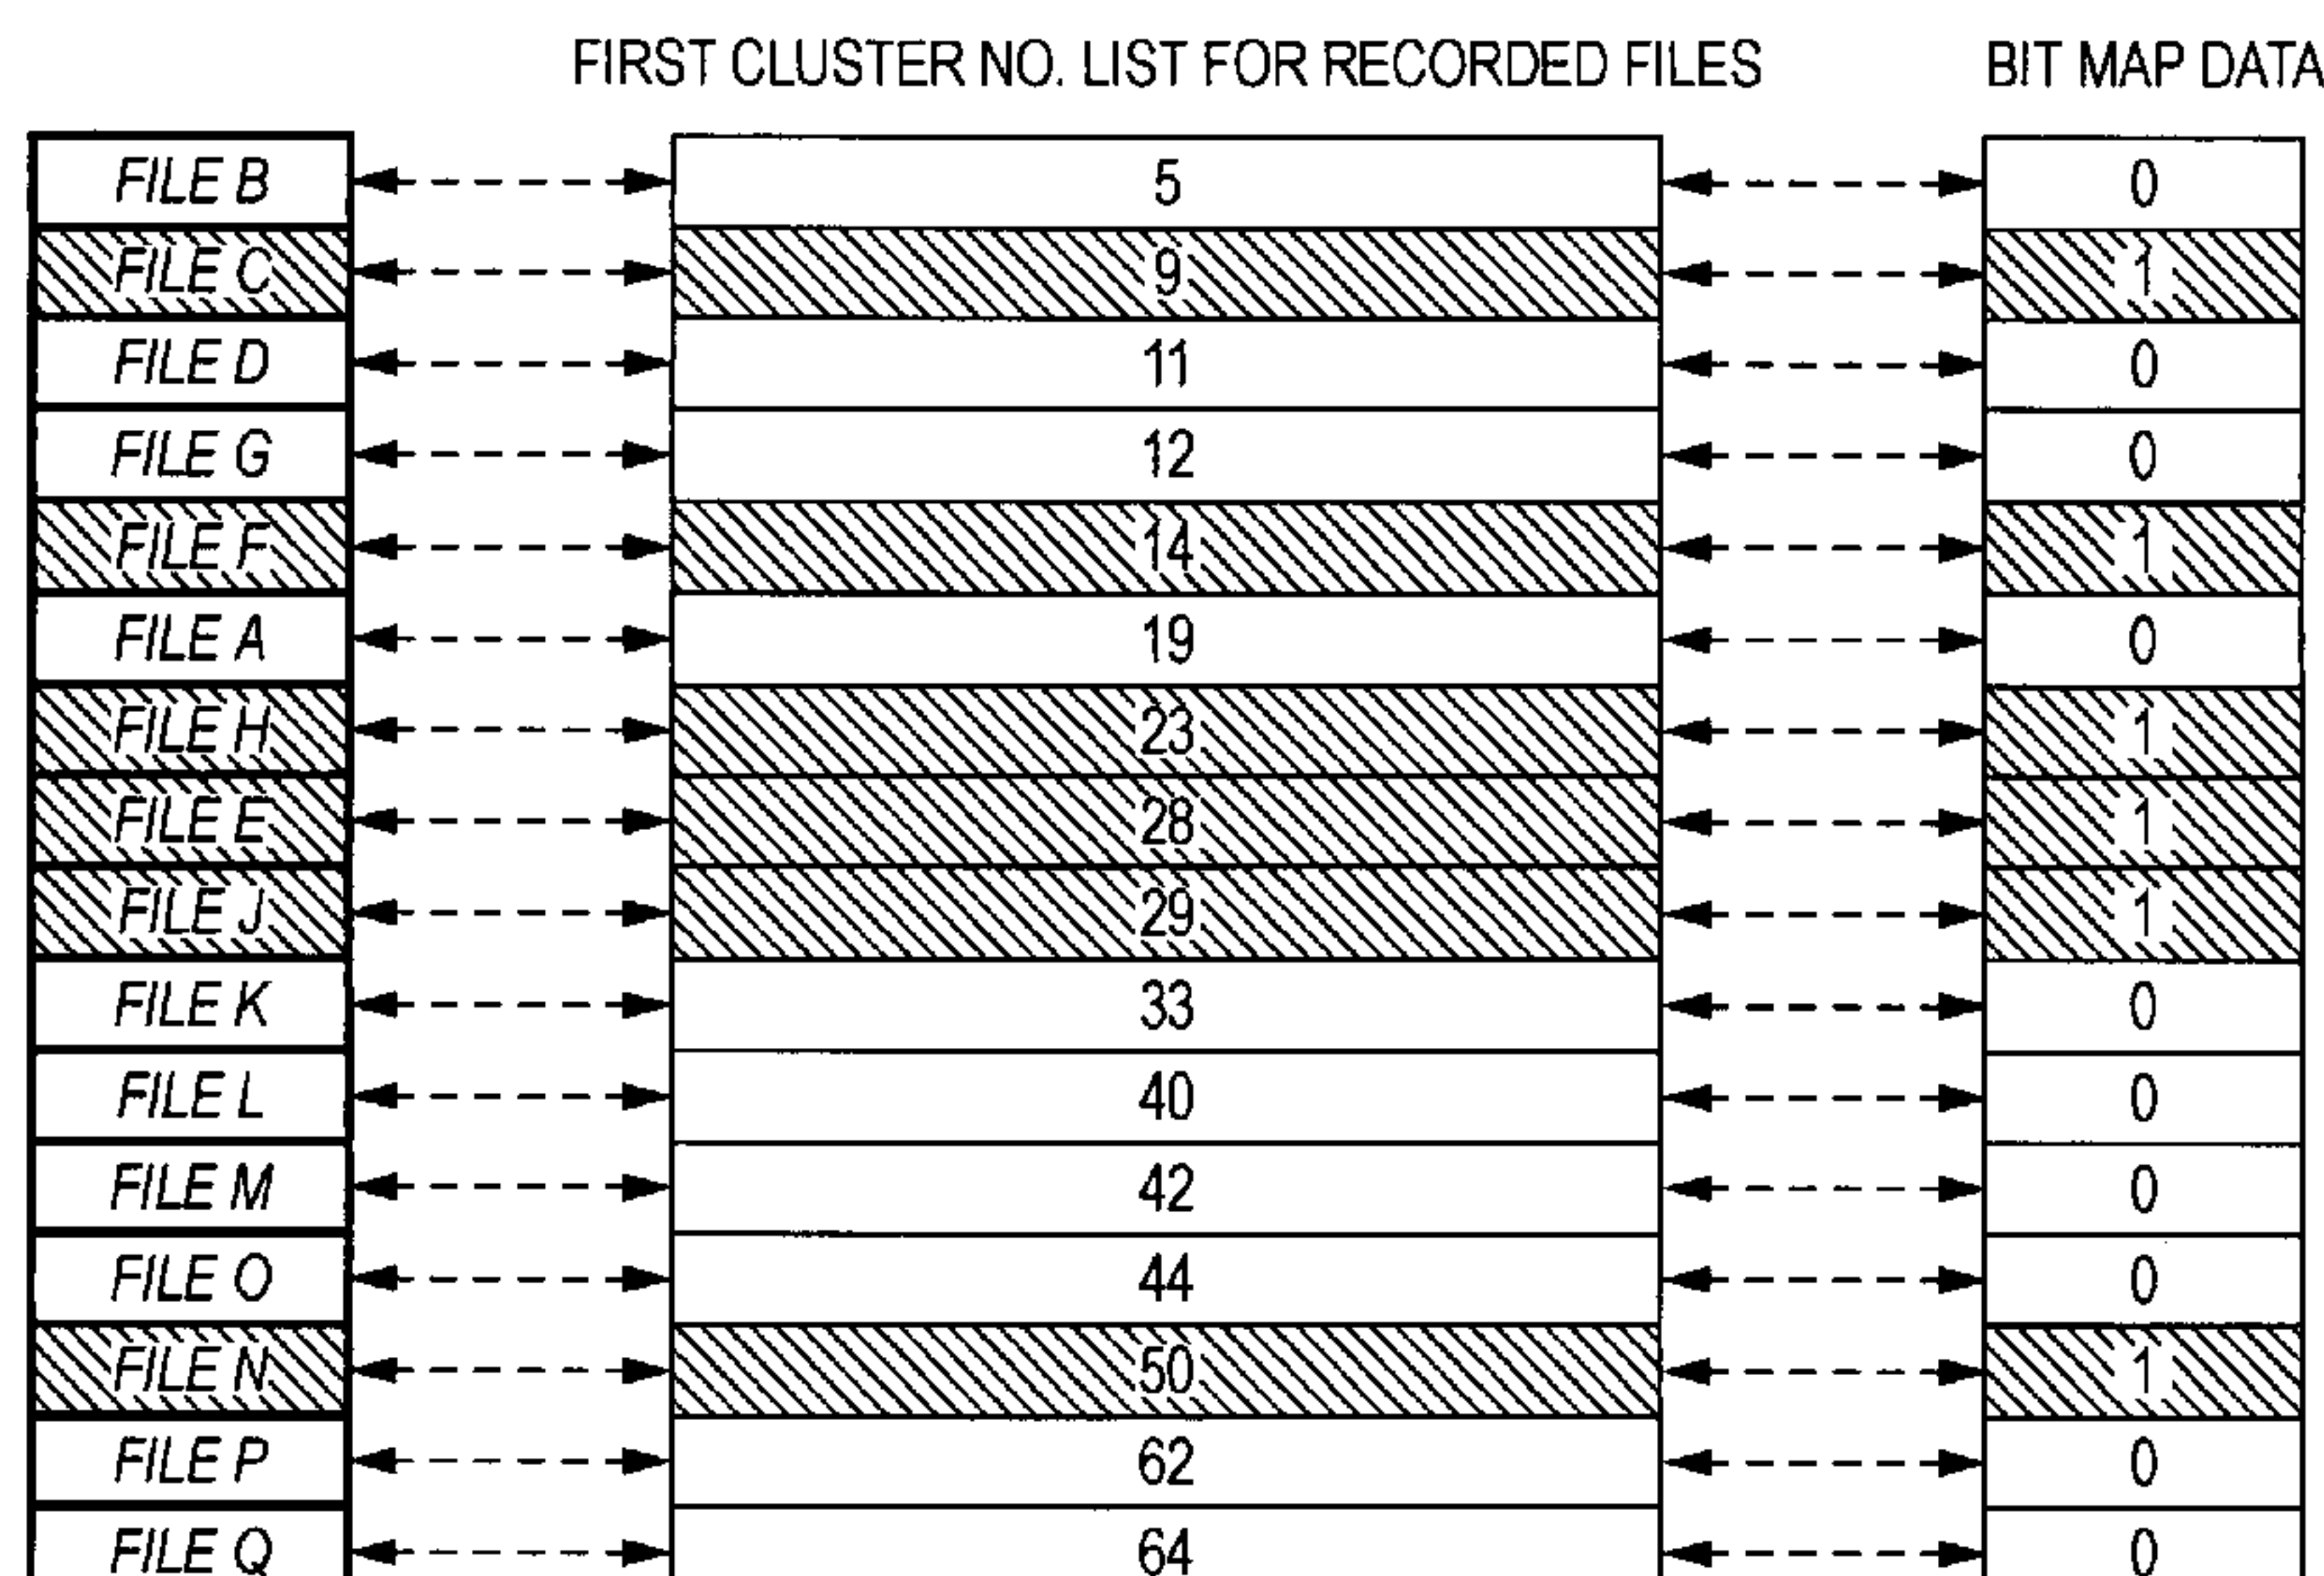 FIRST CLUSTER NO. LIST FOR RECORDED FILES BIT MAP DATA
FILE B 5 0
FILE C 9 1
FILE D 11 0
FILE G 12 0
FILE F 14 1
FILE A 19 0
FILE H 23 1
FILE E 28 1
FILE J 29 1
FILE K 33 0
FILE L 40 0
FILE M 42 0
FILE O 44 0
FILE N 50 1
FILE P 62 0
FILE Q 64 0